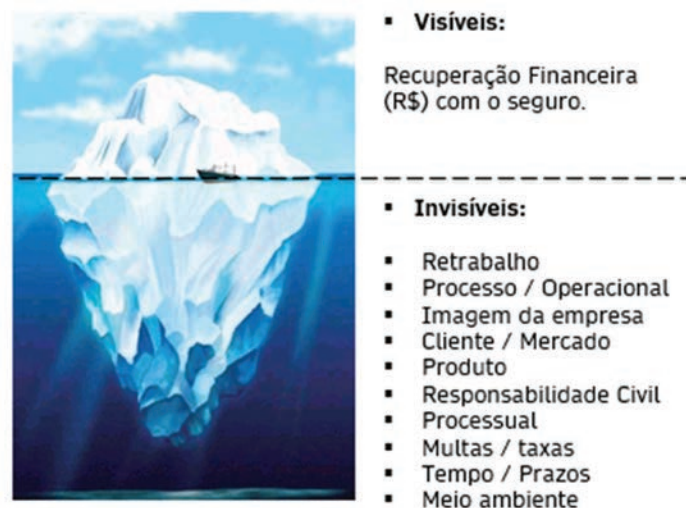 ▪ Visíveis:
Recuperação Financeira
(R$) com o seguro.
▪ Invisíveis:
▪ Retrabalho
▪ Processo / Operacional
▪ Imagem da empresa
▪ Cliente / Mercado
▪ Produto
▪ Responsabilidade Civil
▪ Processual
▪ Multas / taxas
▪ Tempo / Prazos
▪ Meio ambiente